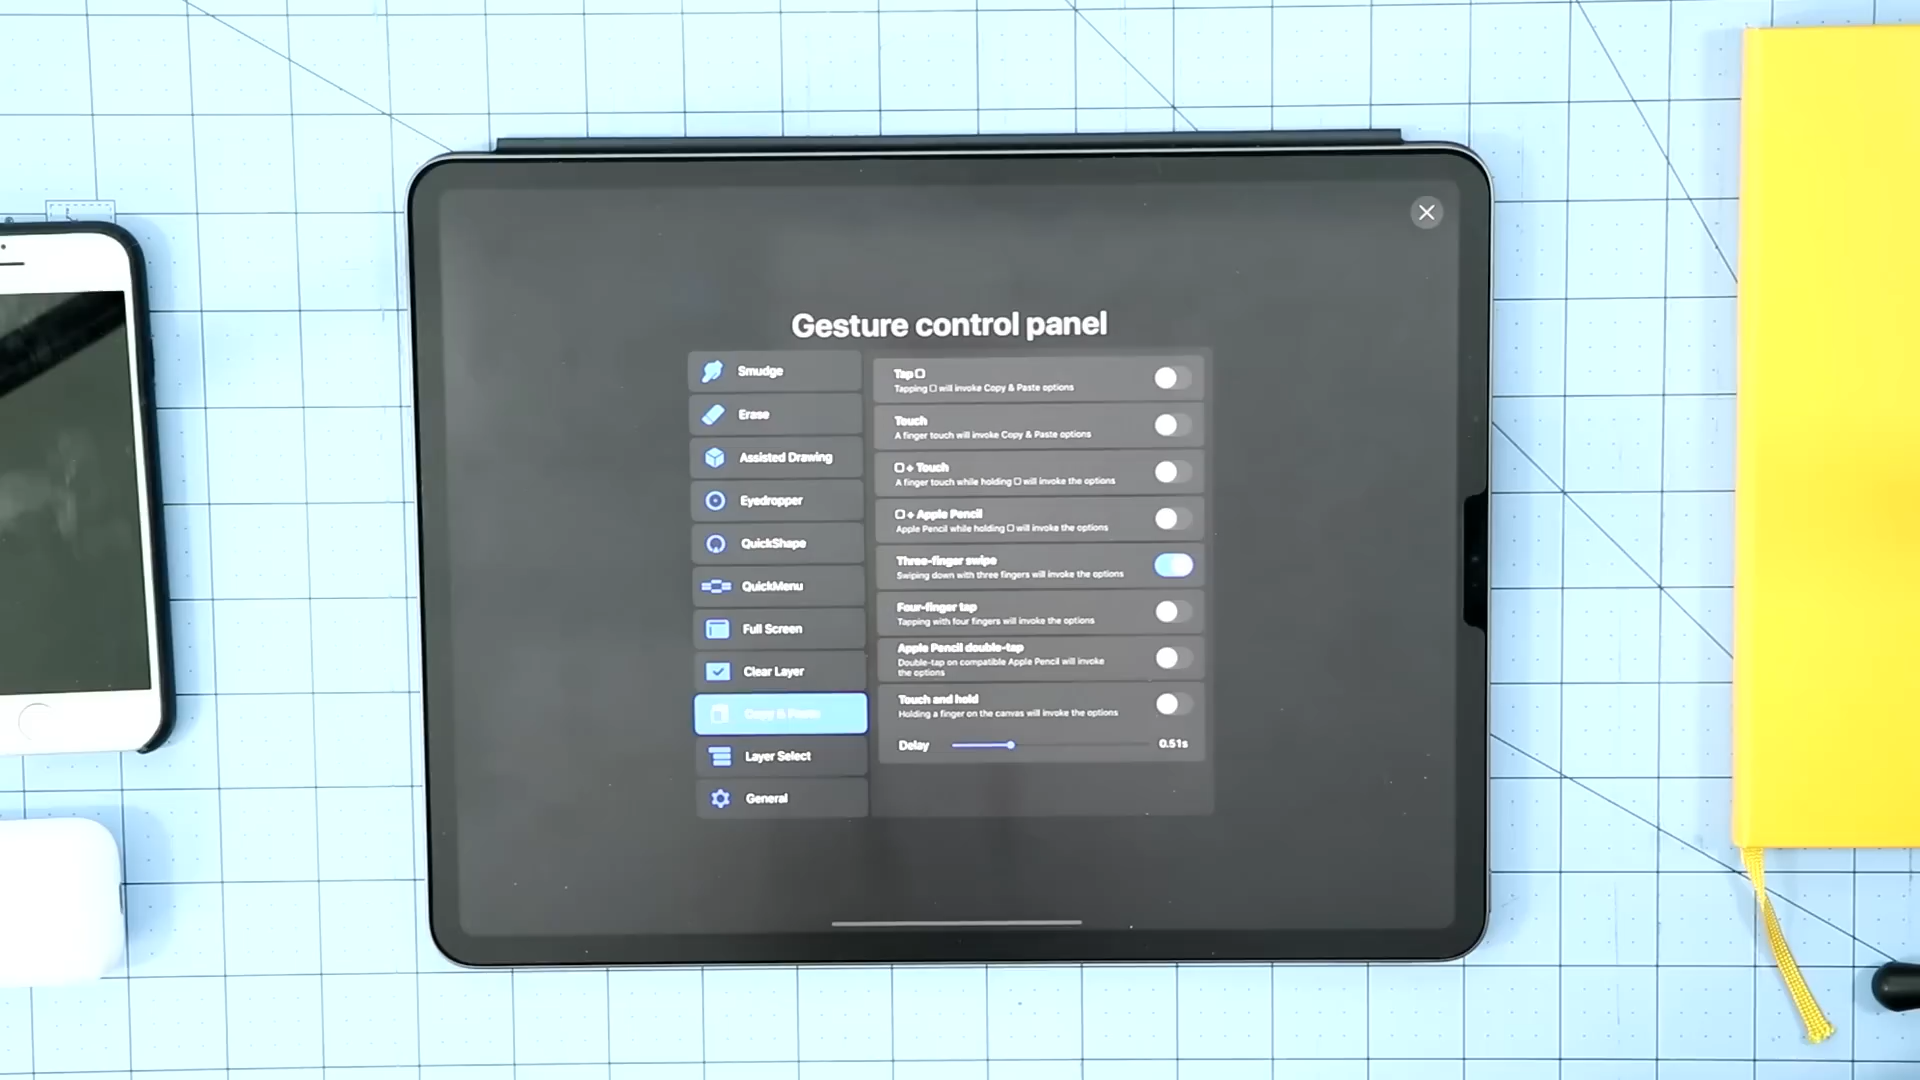 Gesture control panel
Smudge
Erase
Assisted Drawing
Eyedropper
QuickShape
QuickMenu
Full Screen
Clear Layer
Copy & Paste
Layer Select
General
Tap ▢
Tapping ▢ will invoke Copy & Paste options
Touch
A finger touch will invoke Copy & Paste options
▢ + Touch
A finger touch while holding ▢ will invoke the options
▢ + Apple Pencil
Apple Pencil while holding ▢ will invoke the options
Three-finger swipe
Swiping down with three fingers will invoke the options
Four-finger tap
Tapping with four fingers will invoke the options
Apple Pencil double-tap
Double-tap on compatible Apple Pencil will invoke
the options
Touch and hold
Holding a finger on the canvas will invoke the options
Delay 0.51s